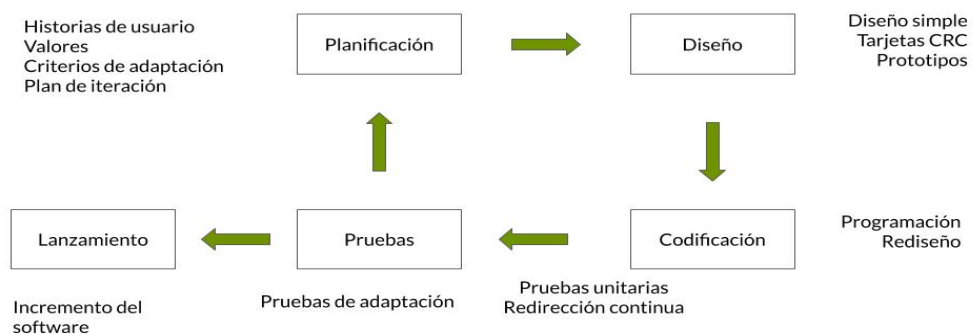 Historias de usuario
Valores
Criterios de adaptación
Plan de iteración
Planificación
Diseño
Diseño simple
Tarjetas CRC
Prototipos
Lanzamiento
Pruebas
Codificación
Programación
Rediseño
Incremento del
software
Pruebas de adaptación
Pruebas unitarias
Redirección continua